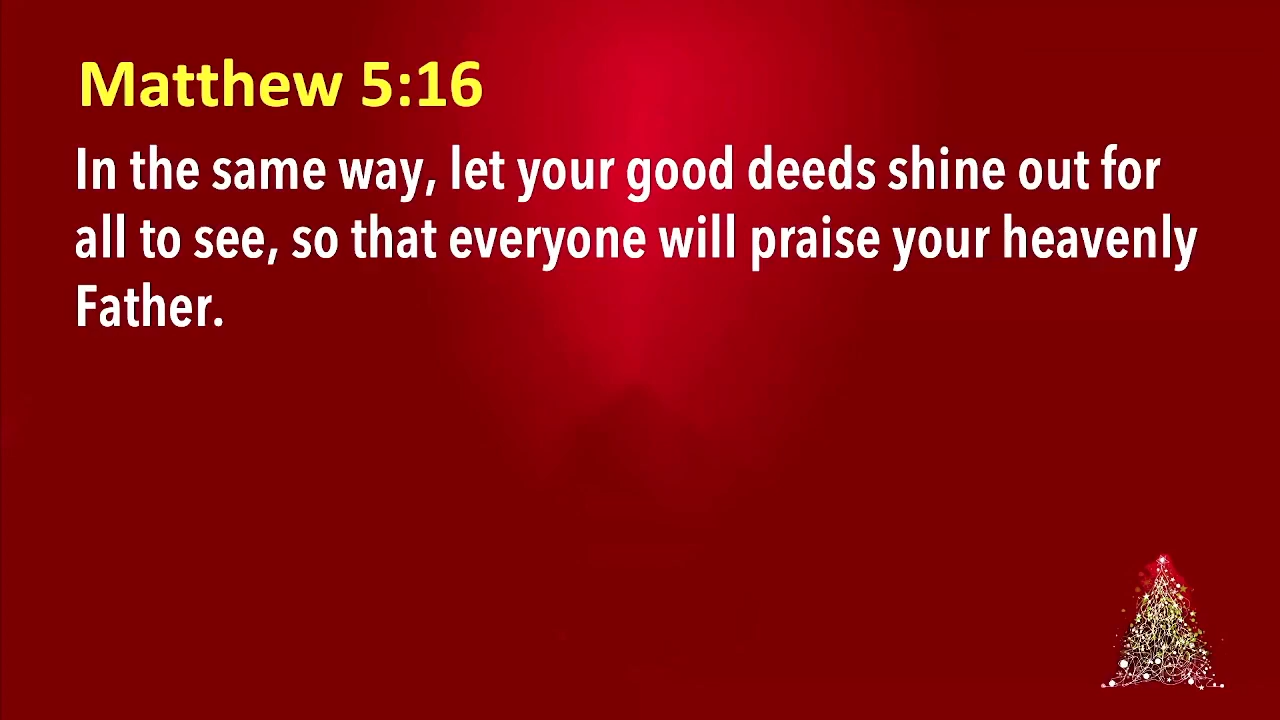 Matthew 5:16
In the same way, let your good deeds shine out for
all to see, so that everyone will praise your heavenly
Father.